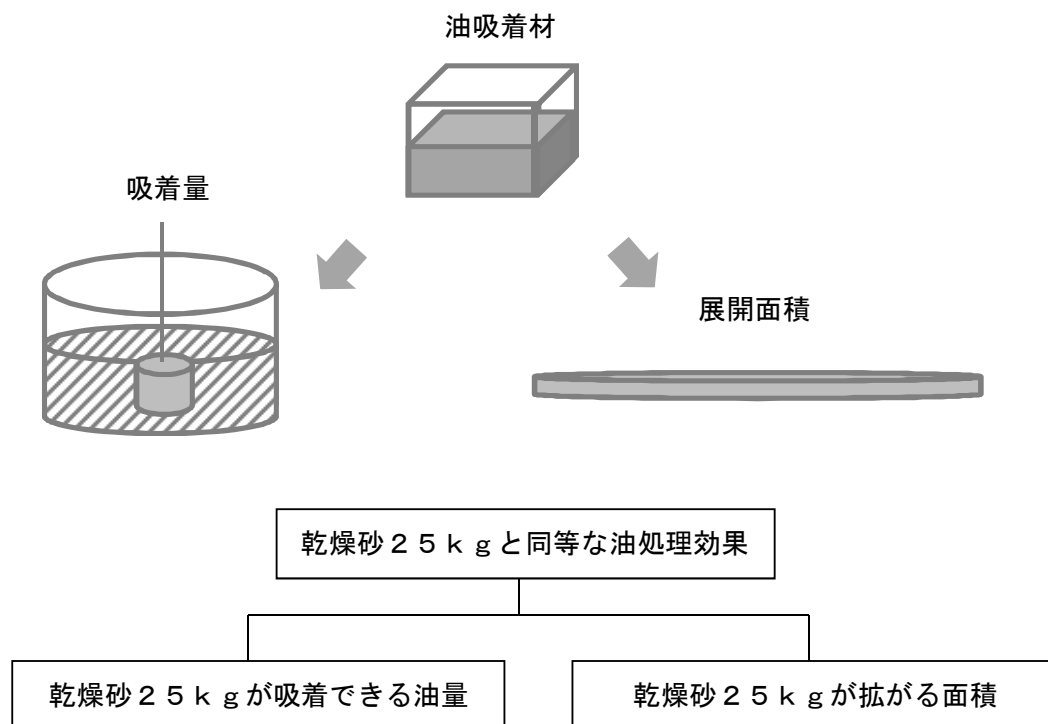 油吸着材
吸着量
展開面積
乾燥砂２５ｋｇと同等な油処理効果
乾燥砂２５ｋｇが吸着できる油量
乾燥砂２５ｋｇが拡がる面積